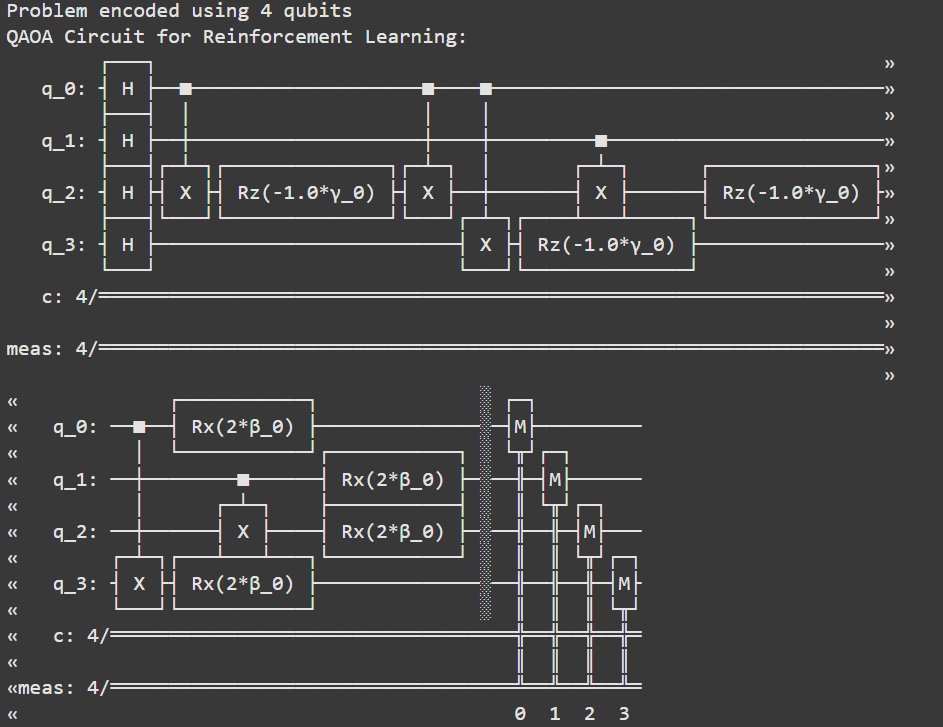 Problem encoded using 4 qubits
QAOA Circuit for Reinforcement Learning:
»
q_0: H »
»
q_1: H »
»
q_2: H X Rz(-1.0*γ_0) X X Rz(-1.0*γ_0) »
»
q_3: H X Rz(-1.0*γ_0) »
»
c: 4/ »
»
meas: 4/ »
»
«
« q_0: Rx(2*β_0) M
«
« q_1: Rx(2*β_0) M
«
« q_2: X Rx(2*β_0) M
«
« q_3: X Rx(2*β_0) M
«
« c: 4/
«
«meas: 4/
« 0 1 2 3